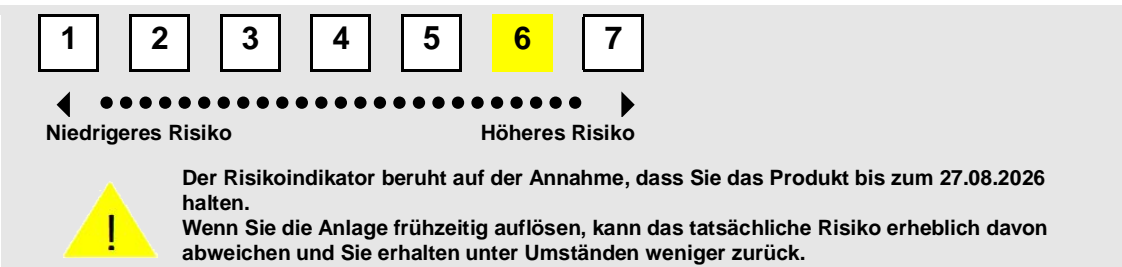 1 2 3 4 5 6 7
Niedrigeres Risiko Höheres Risiko
Der Risikoindikator beruht auf der Annahme, dass Sie das Produkt bis zum 27.08.2026
halten.
Wenn Sie die Anlage frühzeitig auflösen, kann das tatsächliche Risiko erheblich davon
! abweichen und Sie erhalten unter Umständen weniger zurück.